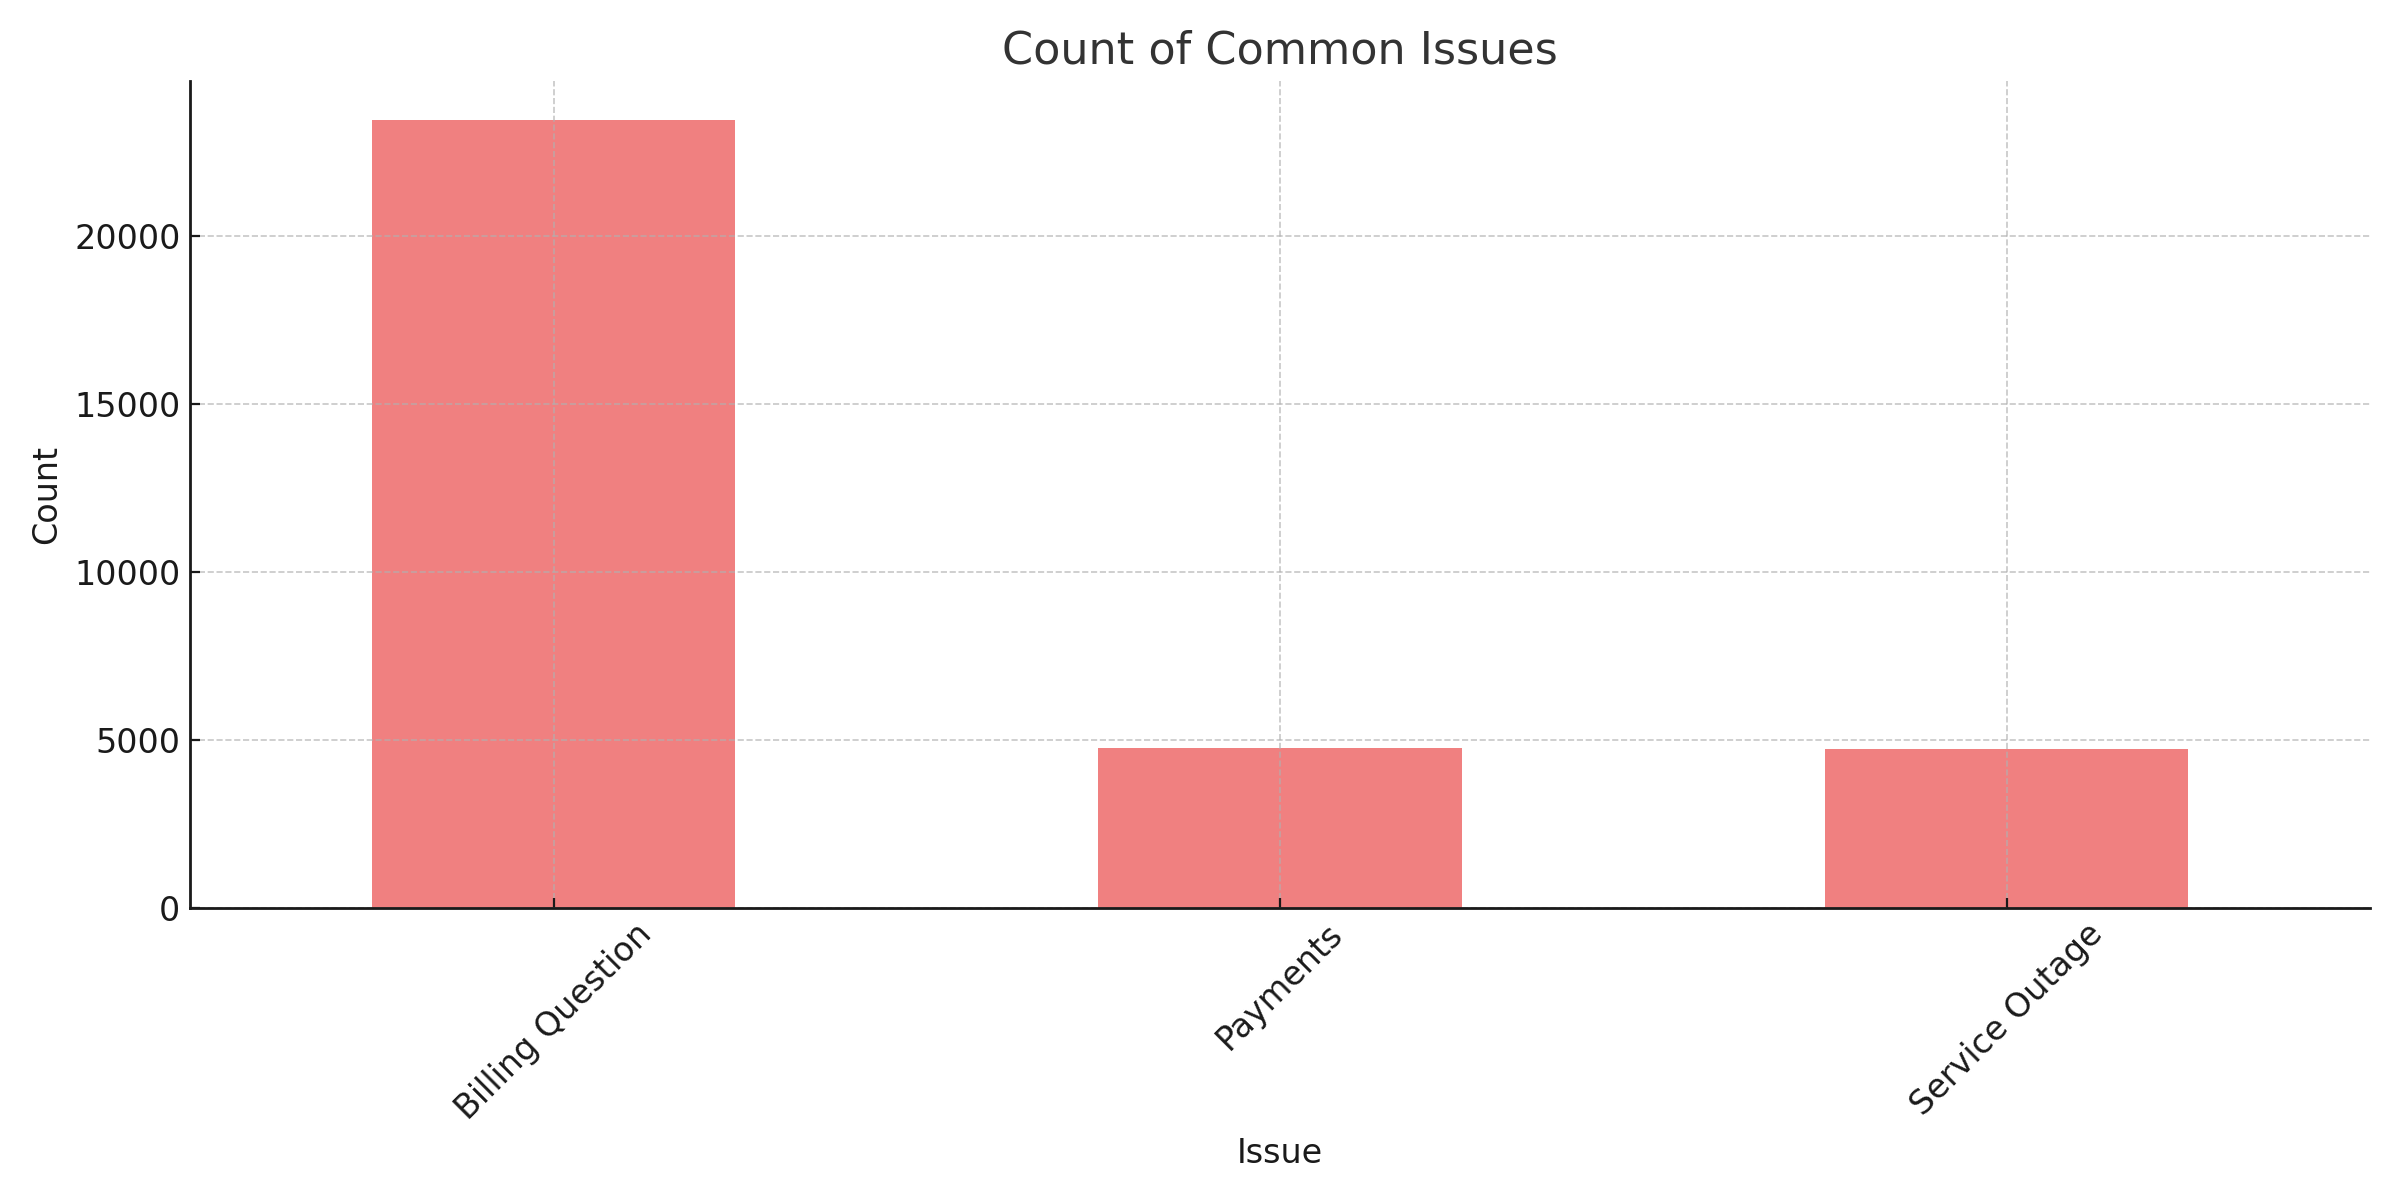 Count of Common Issues
20000
15000
10000
5000
0
Count
Billing Question
Payments
Service Outage
Issue